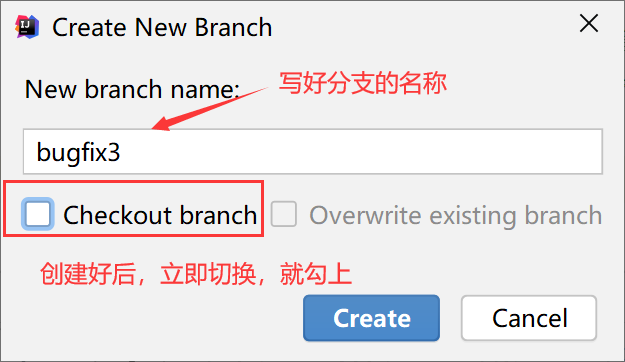 Create New Branch
New branch name:
写好分支的名称
bugfix3
Checkout branch
Overwrite existing branch
创建好后，立即切换，就勾上
Create
Cancel